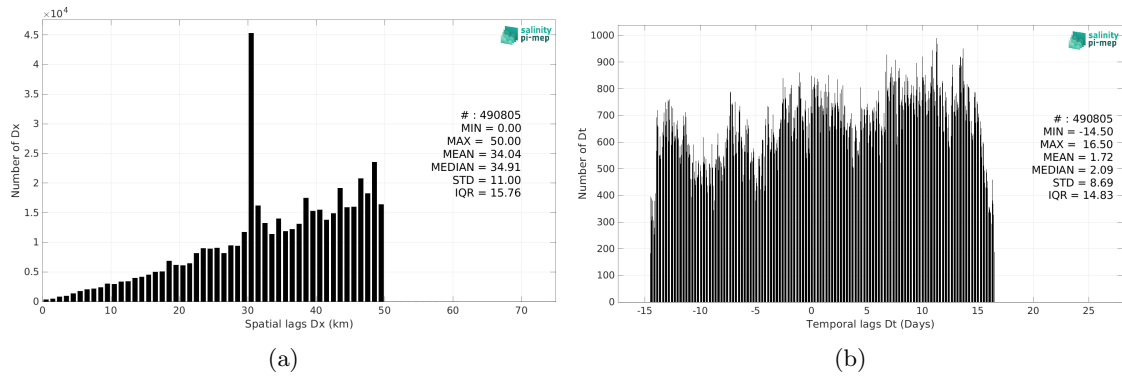 ×10⁴
4.5
4
3.5
3
2.5
2
1.5
1
0.5
0
Number of Dx
salinity
pi-mep
# : 490805
MIN = 0.00
MAX = 50.00
MEAN = 34.04
MEDIAN = 34.91
STD = 11.00
IQR = 15.76
0 10 20 30 40 50 60 70
Spatial lags Dx (km)
(a)
1000
900
800
700
600
500
400
300
200
100
0
Number of Dt
salinity
pi-mep
# : 490805
MIN = -14.50
MAX = 16.50
MEAN = 1.72
MEDIAN = 2.09
STD = 8.69
IQR = 14.83
-15 -10 -5 0 5 10 15 20 25
Temporal lags Dt (Days)
(b)